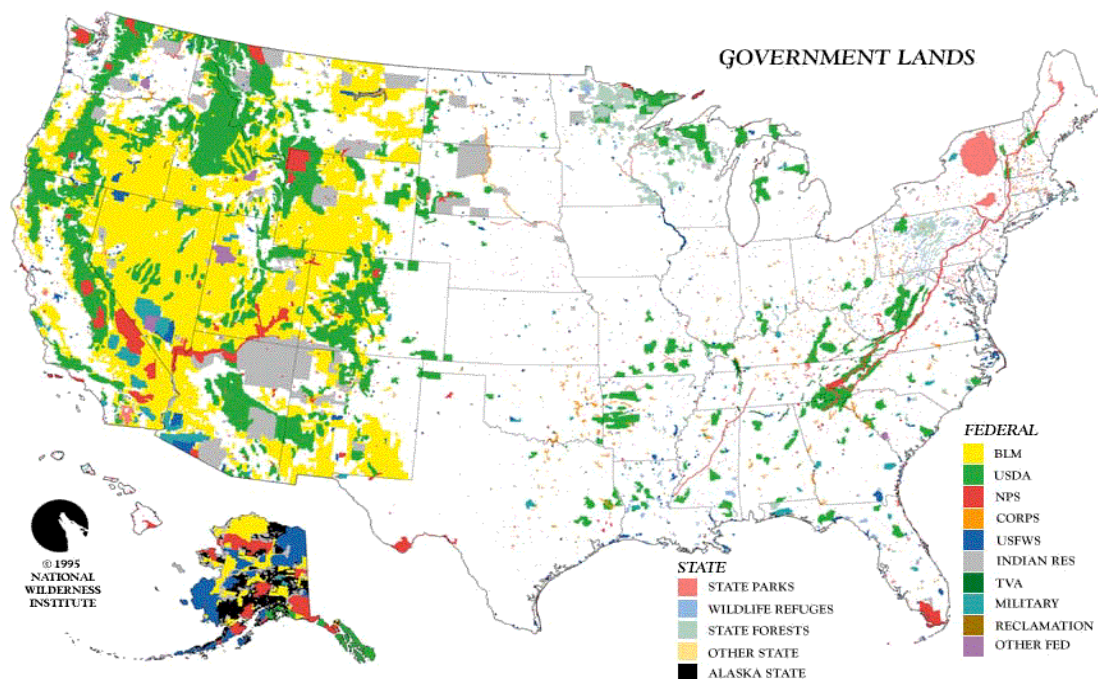 GOVERNMENT LANDS
FEDERAL
BLM
USDA
NPS
CORPS
USFWS
INDIAN RES
TVA
MILITARY
RECLAMATION
OTHER FED
STATE
STATE PARKS
WILDLIFE REFUGES
STATE FORESTS
OTHER STATE
ALASKA STATE
© 1995
NATIONAL
WILDERNESS
INSTITUTE